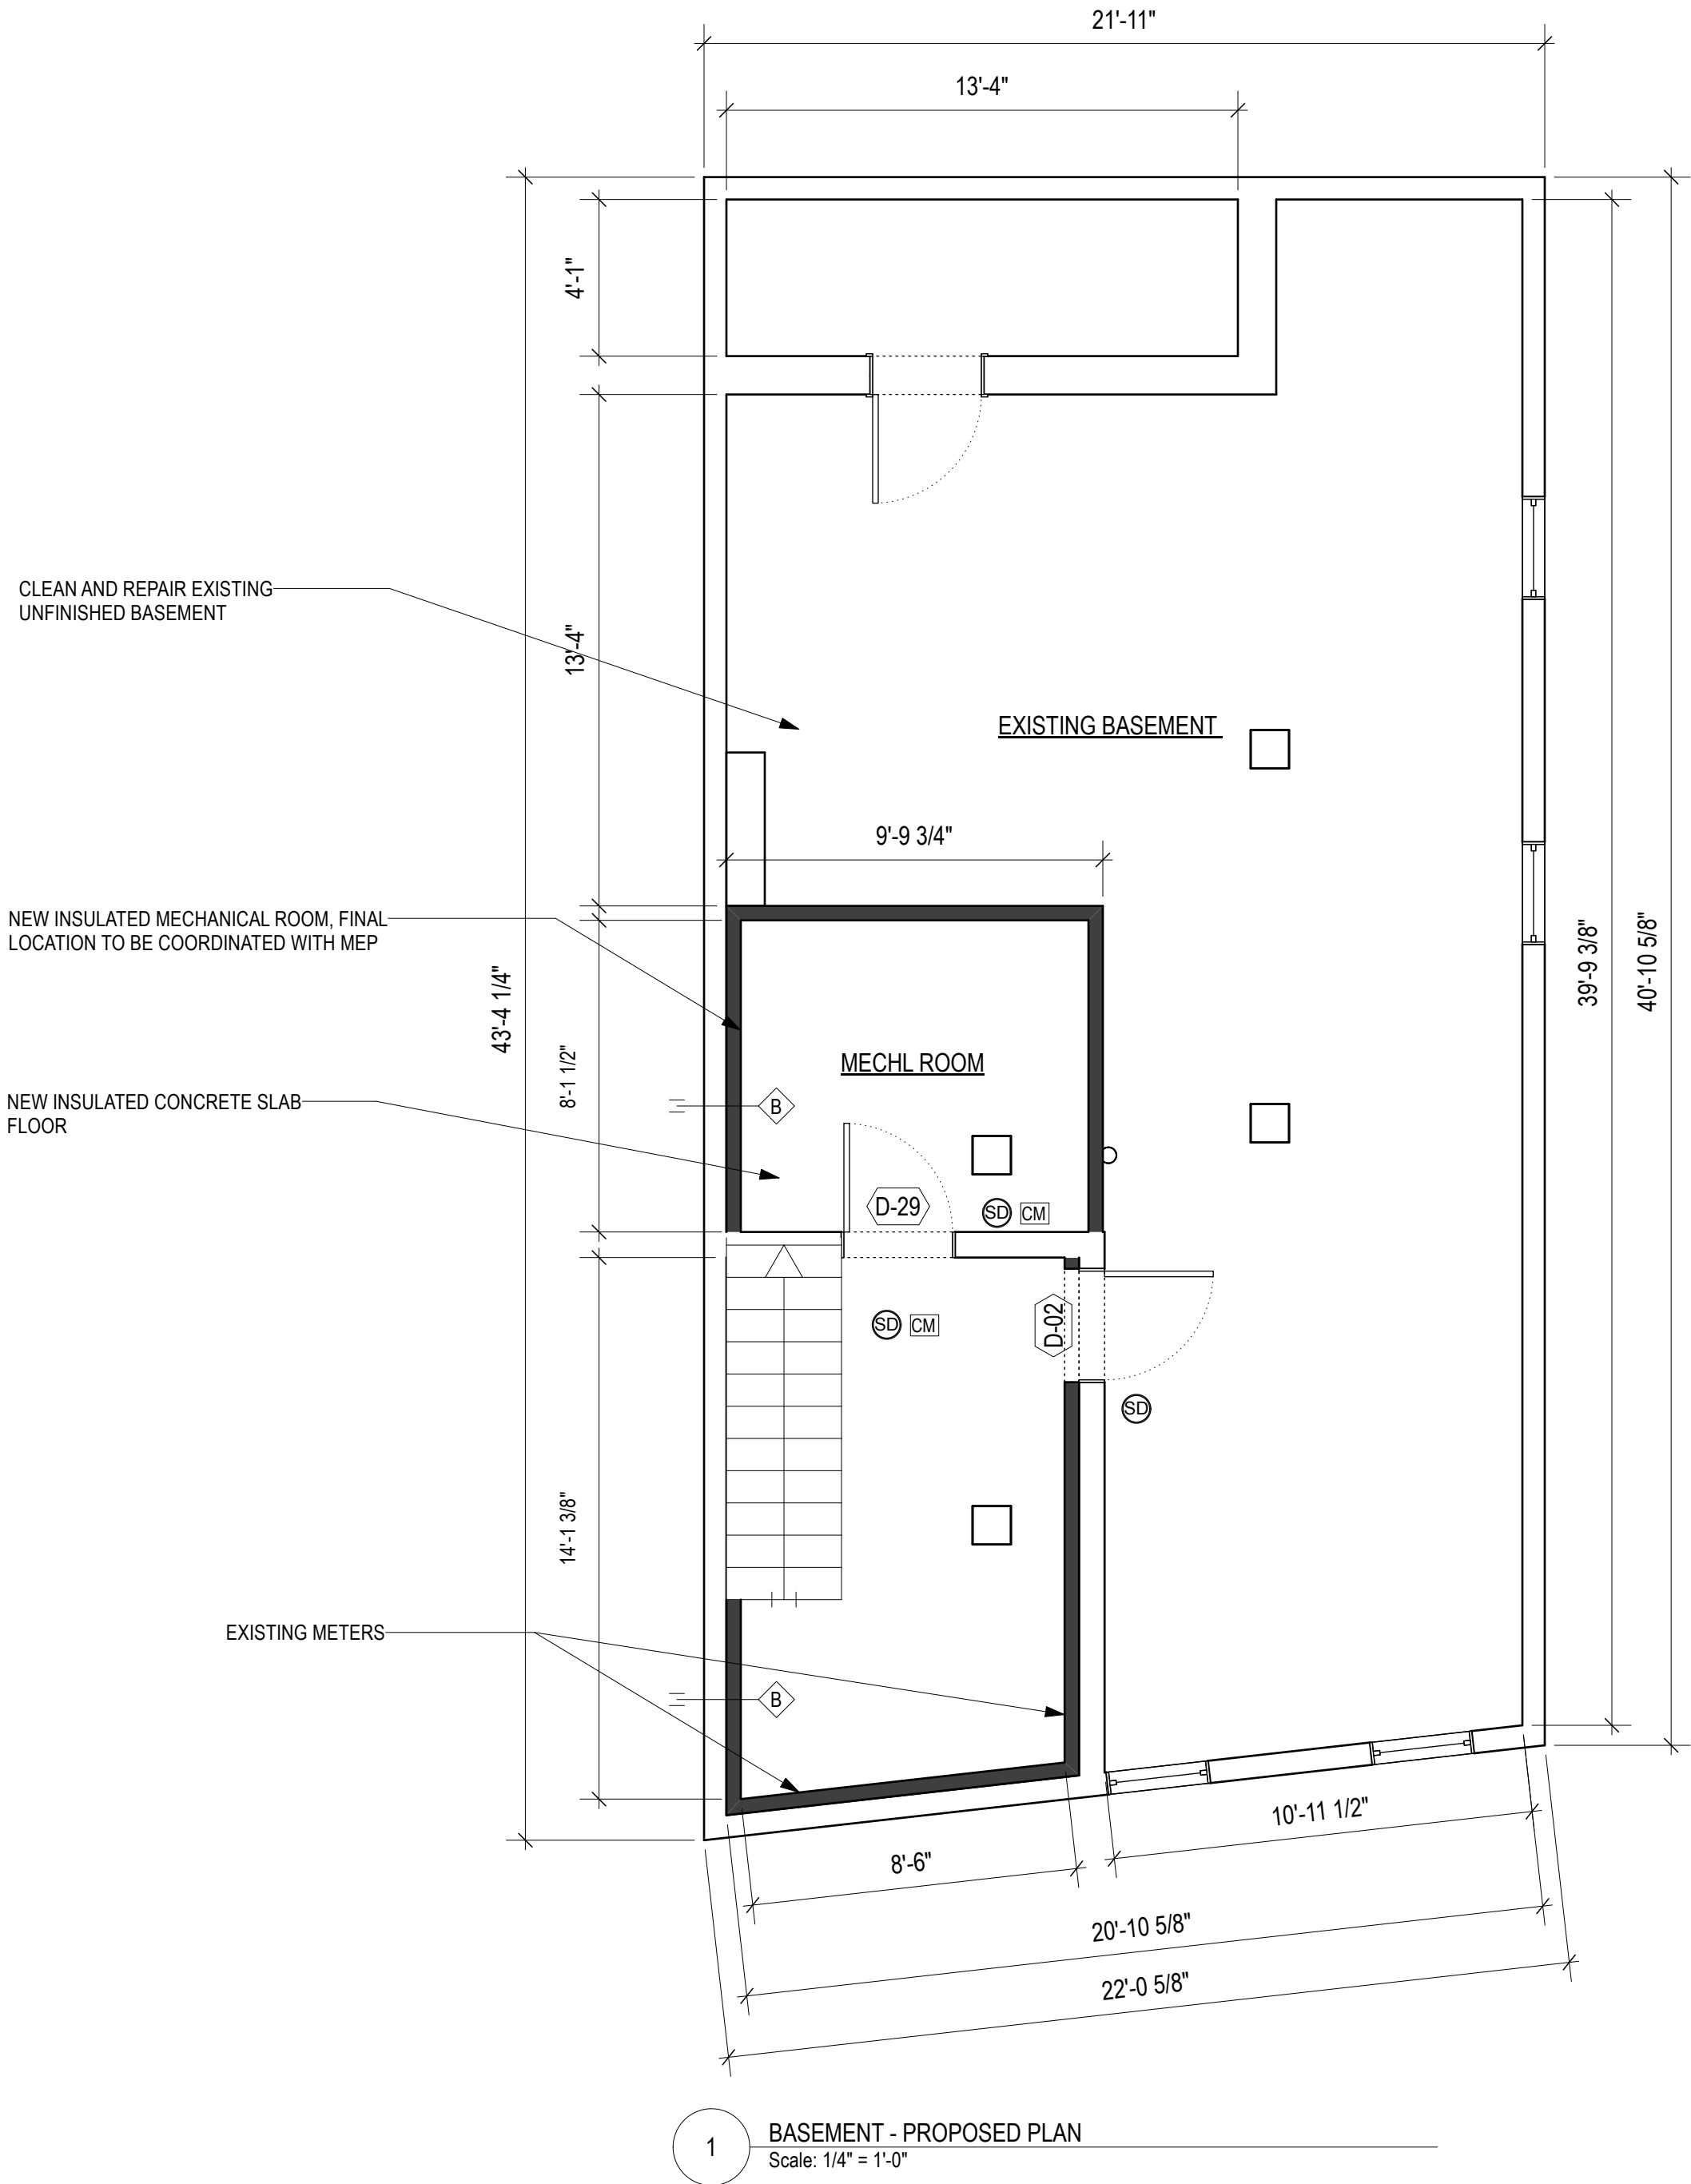 21'-11"
13'-4"
4'-1"
CLEAN AND REPAIR EXISTING
UNFINISHED BASEMENT
13'-4"
EXISTING BASEMENT
9'-9 3/4"
NEW INSULATED MECHANICAL ROOM, FINAL
LOCATION TO BE COORDINATED WITH MEP
43'-4 1/4"
39'-9 3/8"
40'-10 5/8"
8'-1 1/2"
MECHL ROOM
NEW INSULATED CONCRETE SLAB
FLOOR
B
D-29
SD
CM
SD
CM
D-02
SD
14'-1 3/8"
EXISTING METERS
B
10'-11 1/2"
8'-6"
20'-10 5/8"
22'-0 5/8"
1
BASEMENT - PROPOSED PLAN
Scale: 1/4" = 1'-0"